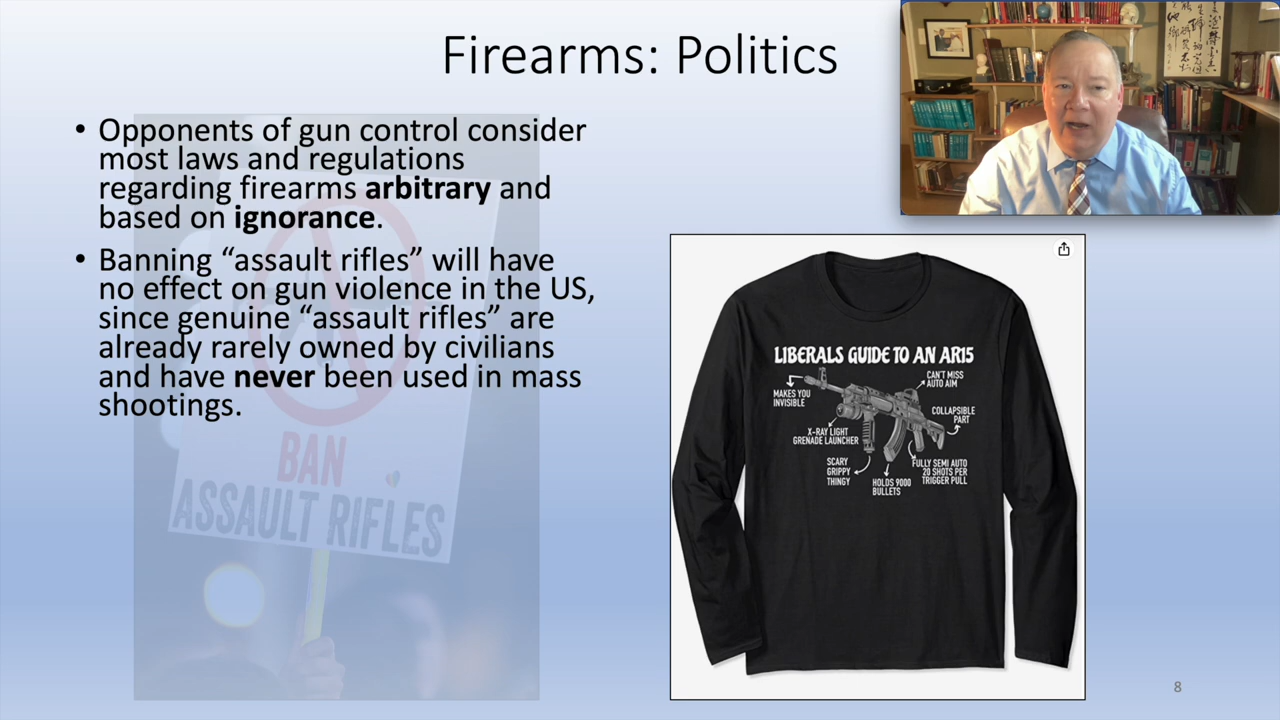 Firearms: Politics
• Opponents of gun control consider
most laws and regulations
regarding firearms arbitrary and
based on ignorance.
• Banning “assault rifles” will have
no effect on gun violence in the US,
since genuine “assault rifles” are
already rarely owned by civilians
and have never been used in mass
shootings.
BAN
ASSAULT RIFLES
LIBERALS GUIDE TO AN AR15
MAKES YOU
INVISIBLE
CAN'T MISS
AUTO AIM
COLLAPSIBLE
PART
X-RAY LIGHT
GRENADE LAUNCHER
SCARY
GRIPPY
THINGY
HOLDS 9000
BULLETS
FULLY SEMI AUTO
20 SHOTS PER
TRIGGER PULL
8